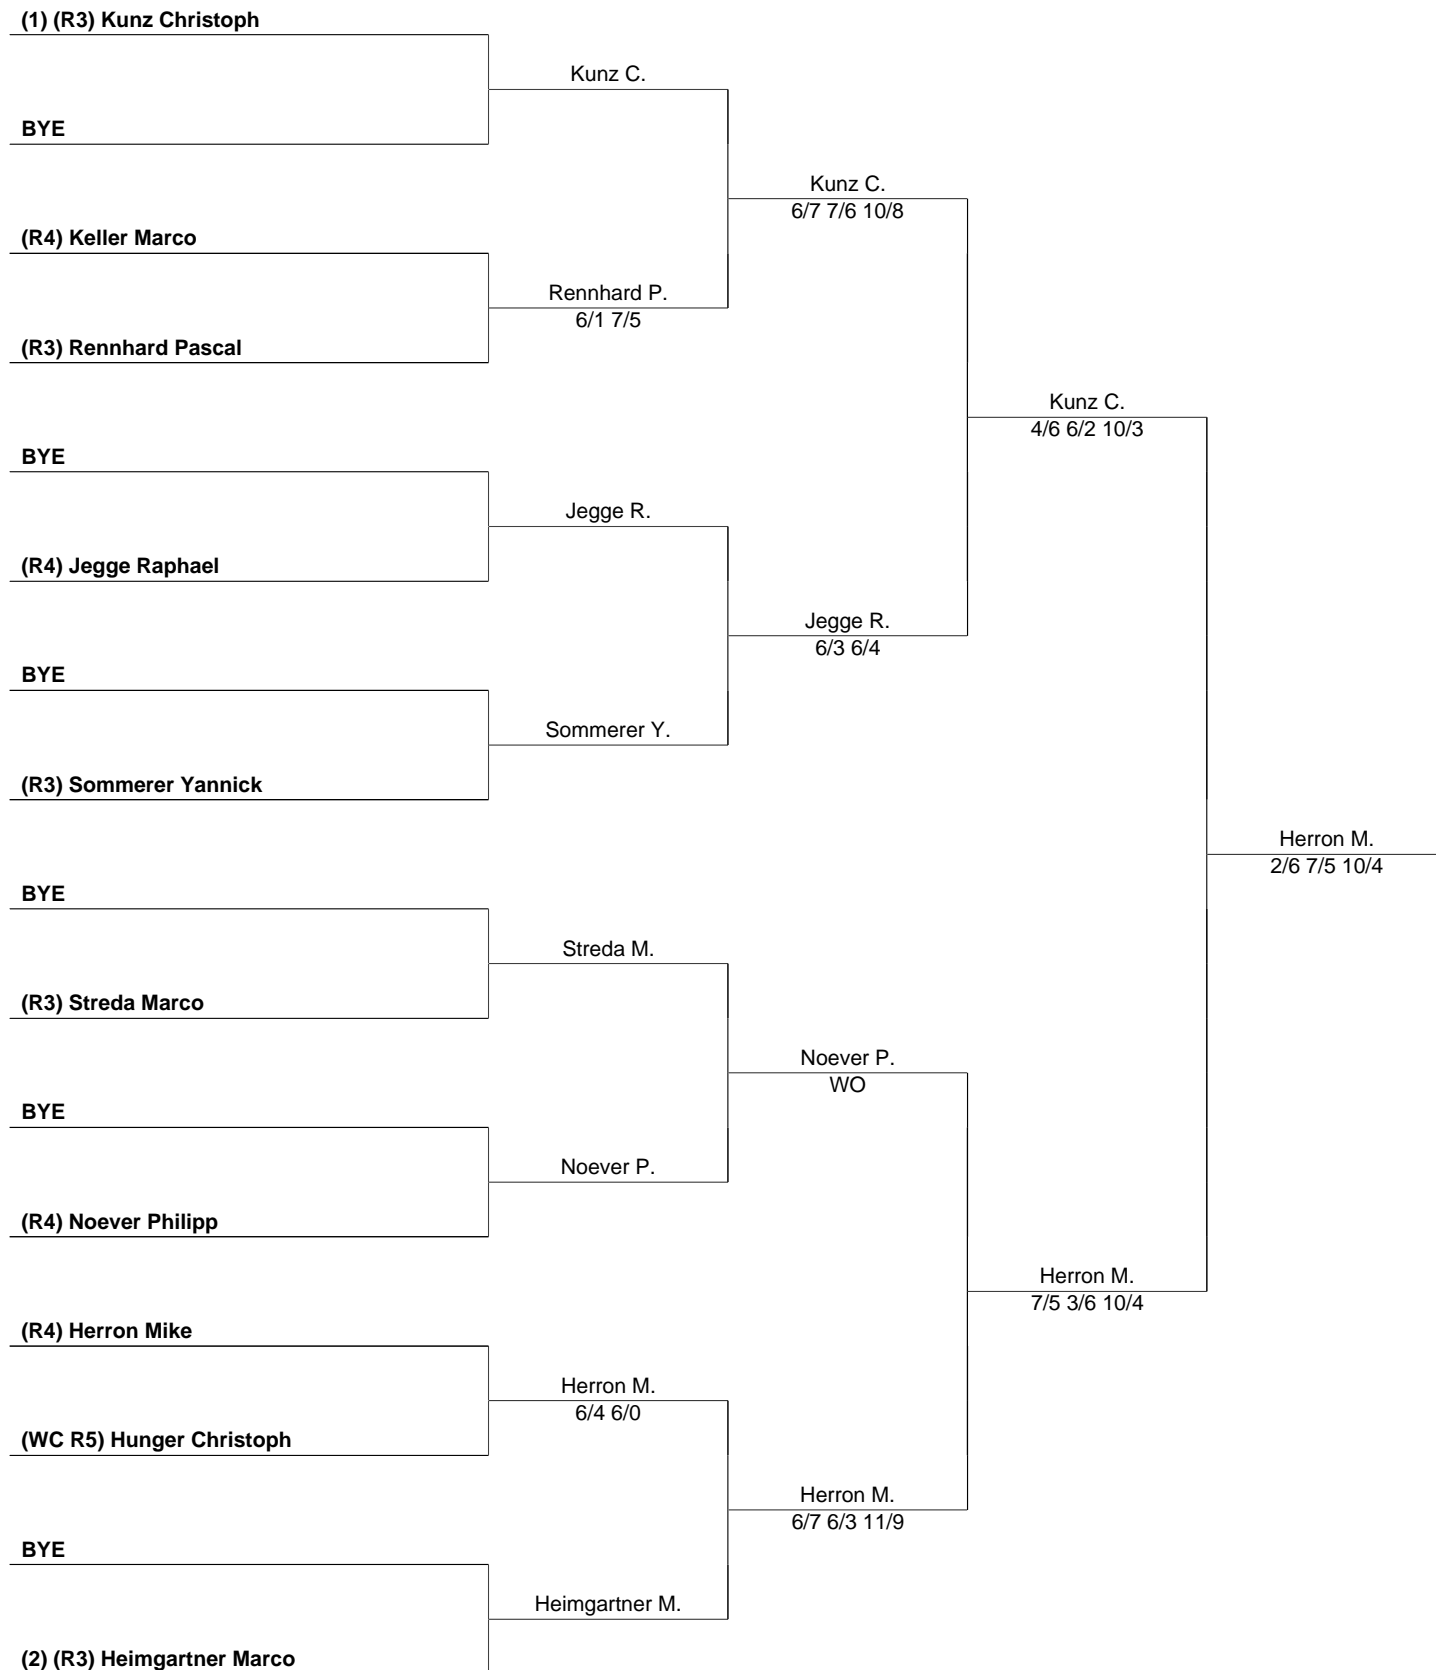 (1) (R3) Kunz Christoph
Kunz C.
BYE
Kunz C.
6/7 7/6 10/8
(R4) Keller Marco
Rennhard P.
6/1 7/5
(R3) Rennhard Pascal
Kunz C.
4/6 6/2 10/3
BYE
Jegge R.
(R4) Jegge Raphael
Jegge R.
6/3 6/4
BYE
Sommerer Y.
(R3) Sommerer Yannick
Herron M.
2/6 7/5 10/4
BYE
Streda M.
(R3) Streda Marco
Noever P.
WO
BYE
Noever P.
(R4) Noever Philipp
Herron M.
7/5 3/6 10/4
(R4) Herron Mike
Herron M.
6/4 6/0
(WC R5) Hunger Christoph
Herron M.
6/7 6/3 11/9
BYE
Heimgartner M.
(2) (R3) Heimgartner Marco